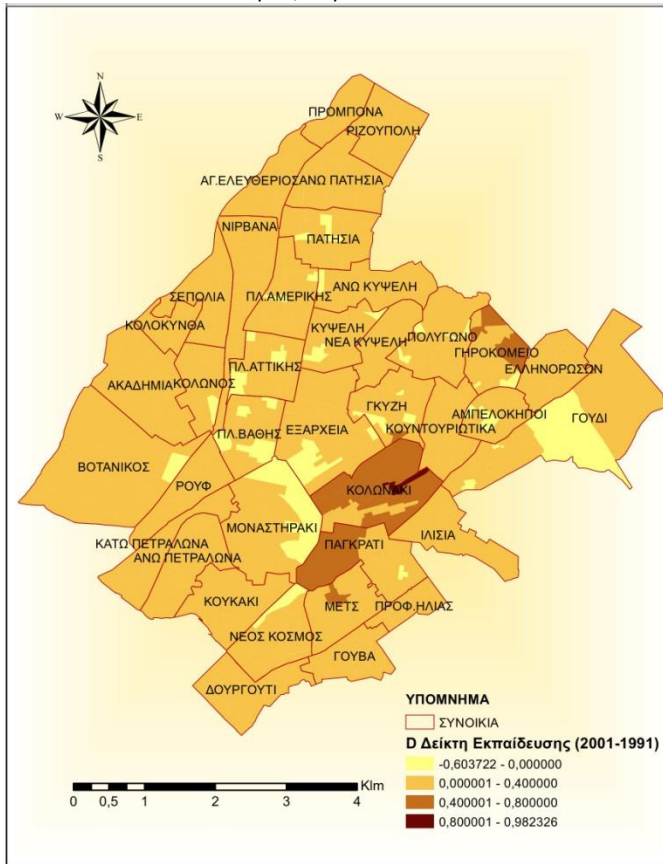 N
W E
S
ΠΡΟΜΠΟΝΑ
ΡΙΖΟΥΠΟΛΗ
ΑΓ.ΕΛΕΥΘΕΡΙΟΣ
ΑΝΩ ΠΑΤΗΣΙΑ
ΝΙΡΒΑΝΑ
ΠΑΤΗΣΙΑ
ΣΕΠΟΛΙΑ
ΠΛ.ΑΜΕΡΙΚΗΣ
ΑΝΩ ΚΥΨΕΛΗ
ΚΟΛΟΚΥΝΘΑ
ΚΥΨΕΛΗ
ΝΕΑ ΚΥΨΕΛΗ
ΠΟΛΥΓΩΝΟ
ΓΗΡΟΚΟΜΕΙΟ
ΕΛΛΗΝΟΡΩΣΩΝ
ΑΚΑΔΗΜΙΑ
ΚΟΛΩΝΟΣ
ΠΛ.ΑΤΤΙΚΗΣ
ΓΚΥΖΗ
ΑΜΠΕΛΟΚΗΠΟΙ
ΓΟΥΔΙ
ΠΛ.ΒΑΘΗΣ
ΕΞΑΡΧΕΙΑ
ΚΟΥΝΤΟΥΡΙΩΤΙΚΑ
ΒΟΤΑΝΙΚΟΣ
ΡΟΥΦ
ΚΟΛΩΝΑΚΙ
ΜΟΝΑΣΤΗΡΑΚΙ
ΙΛΙΣΙΑ
ΚΑΤΩ ΠΕΤΡΑΛΩΝΑ
ΑΝΩ ΠΕΤΡΑΛΩΝΑ
ΠΑΓΚΡΑΤΙ
ΚΟΥΚΑΚΙ
ΜΕΤΣ
ΠΡΟΦ.ΗΛΙΑΣ
ΝΕΟΣ ΚΟΣΜΟΣ
ΓΟΥΒΑ
ΔΟΥΡΓΟΥΤΙ
ΥΠΟΜΝΗΜΑ
ΣΥΝΟΙΚΙΑ
D Δείκτη Εκπαίδευσης (2001-1991)
-0,603722 - 0,000000
0,000001 - 0,400000
0,400001 - 0,800000
0,800001 - 0,982326
Klm
0 0,5 1 2 3 4